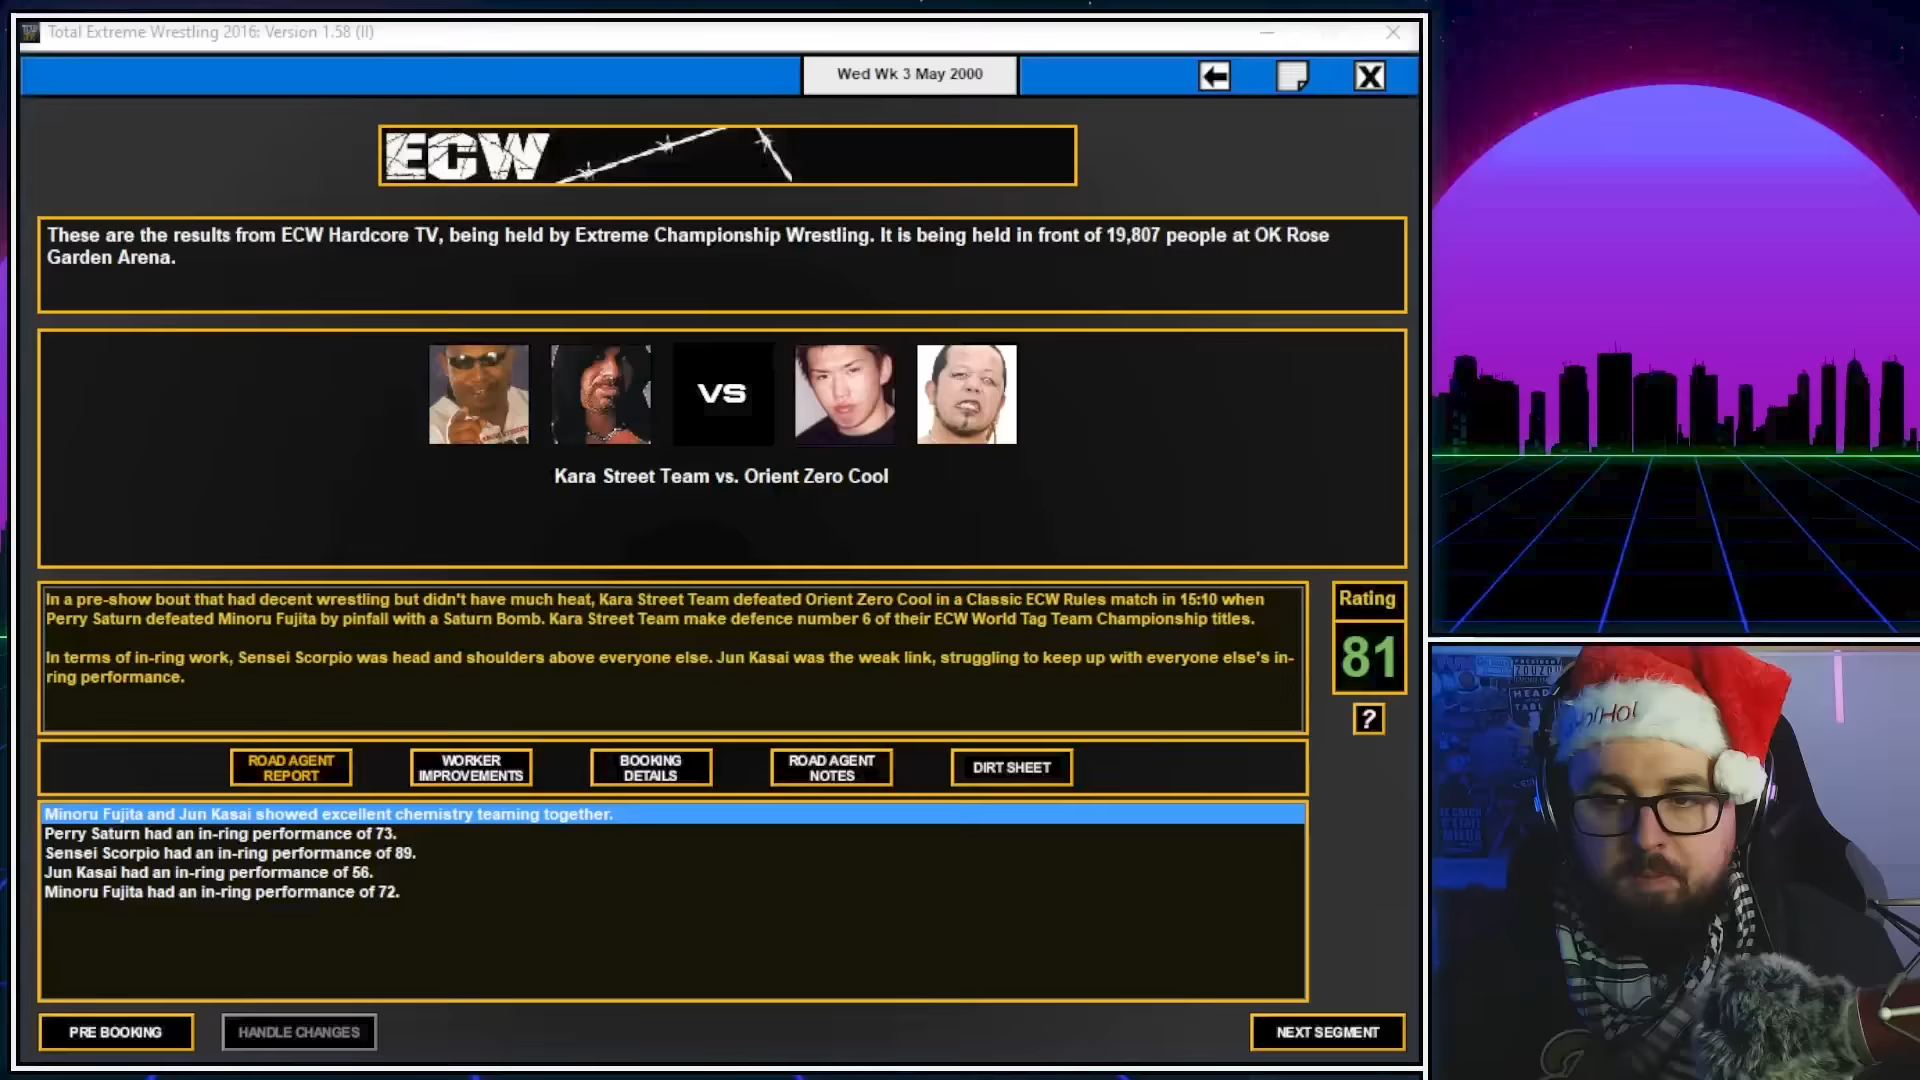 Total Extreme Wrestling 2016: Version 1.58 (II)
Wed Wk 3 May 2000
X
ECW
These are the results from ECW Hardcore TV, being held by Extreme Championship Wrestling. It is being held in front of 19,807 people at OK Rose
Garden Arena.
VS
Kara Street Team vs. Orient Zero Cool
In a pre-show bout that had decent wrestling but didn't have much heat, Kara Street Team defeated Orient Zero Cool in a Classic ECW Rules match in 15:10 when
Perry Saturn defeated Minoru Fujita by pinfall with a Saturn Bomb. Kara Street Team make defence number 6 of their ECW World Tag Team Championship titles.
In terms of in-ring work, Sensei Scorpio was head and shoulders above everyone else. Jun Kasai was the weak link, struggling to keep up with everyone else's in-
ring performance.
Rating
81
?
ROAD AGENT
REPORT
WORKER
IMPROVEMENTS
BOOKING
DETAILS
ROAD AGENT
NOTES
DIRT SHEET
Minoru Fujita and Jun Kasai showed excellent chemistry teaming together.
Perry Saturn had an in-ring performance of 73.
Sensei Scorpio had an in-ring performance of 89.
Jun Kasai had an in-ring performance of 56.
Minoru Fujita had an in-ring performance of 72.
PRE BOOKING
HANDLE CHANGES
NEXT SEGMENT
HEAD